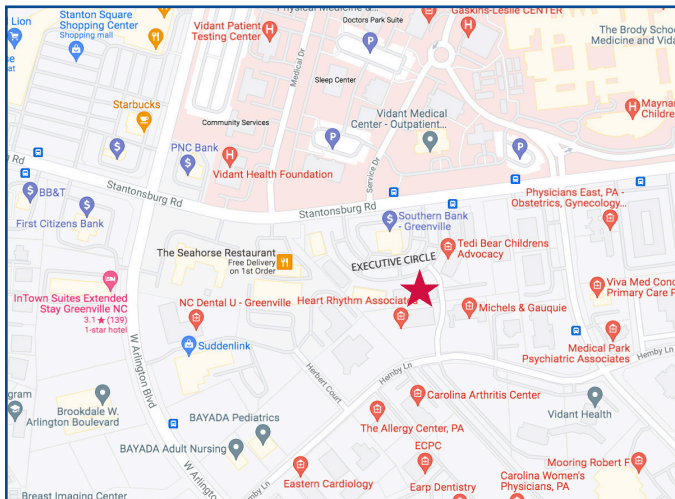 Lion
Stanton Square
Shopping Center
Shopping mall
Vidant Patient
Testing Center
Doctors Park Suite
Gaskins-Leslie CENTER
The Brody Schoo
Medicine and Vida
Medical Dr
Sleep Center
Starbucks
Community Services
Vidant Medical
Center - Outpatient...
Maynar
Children
PNC Bank
Vidant Health Foundation
Service Dr
Stantonsburg Rd
BB&T
First Citizens Bank
Southern Bank
- Greenville
Physicians East, PA -
Obstetrics, Gynecology...
The Seahorse Restaurant
Free Delivery
on 1st Order
EXECUTIVE CIRCLE
Tedi Bear Childrens
Advocacy
InTown Suites Extended
Stay Greenville NC
3.1 ★ (139)
1-star hotel
NC Dental U - Greenville
Heart Rhythm Associates
Michels & Gauquie
Viva Med Conc
Primary Care P
Suddenlink
Medical Park
Psychiatric Associates
W Arlington Blvd
Hemby Ln
Herbert Court
gram
Brookdale W.
Arlington Boulevard
BAYADA Pediatrics
Carolina Arthritis Center
Vidant Health
The Allergy Center, PA
BAYADA Adult Nursing
ECPC
Mooring Robert F
W Arlington
Eastern Cardiology
Earp Dentistry
Carolina Women's
Physicians, PA
Breast Imaging Center
Hemby Ln